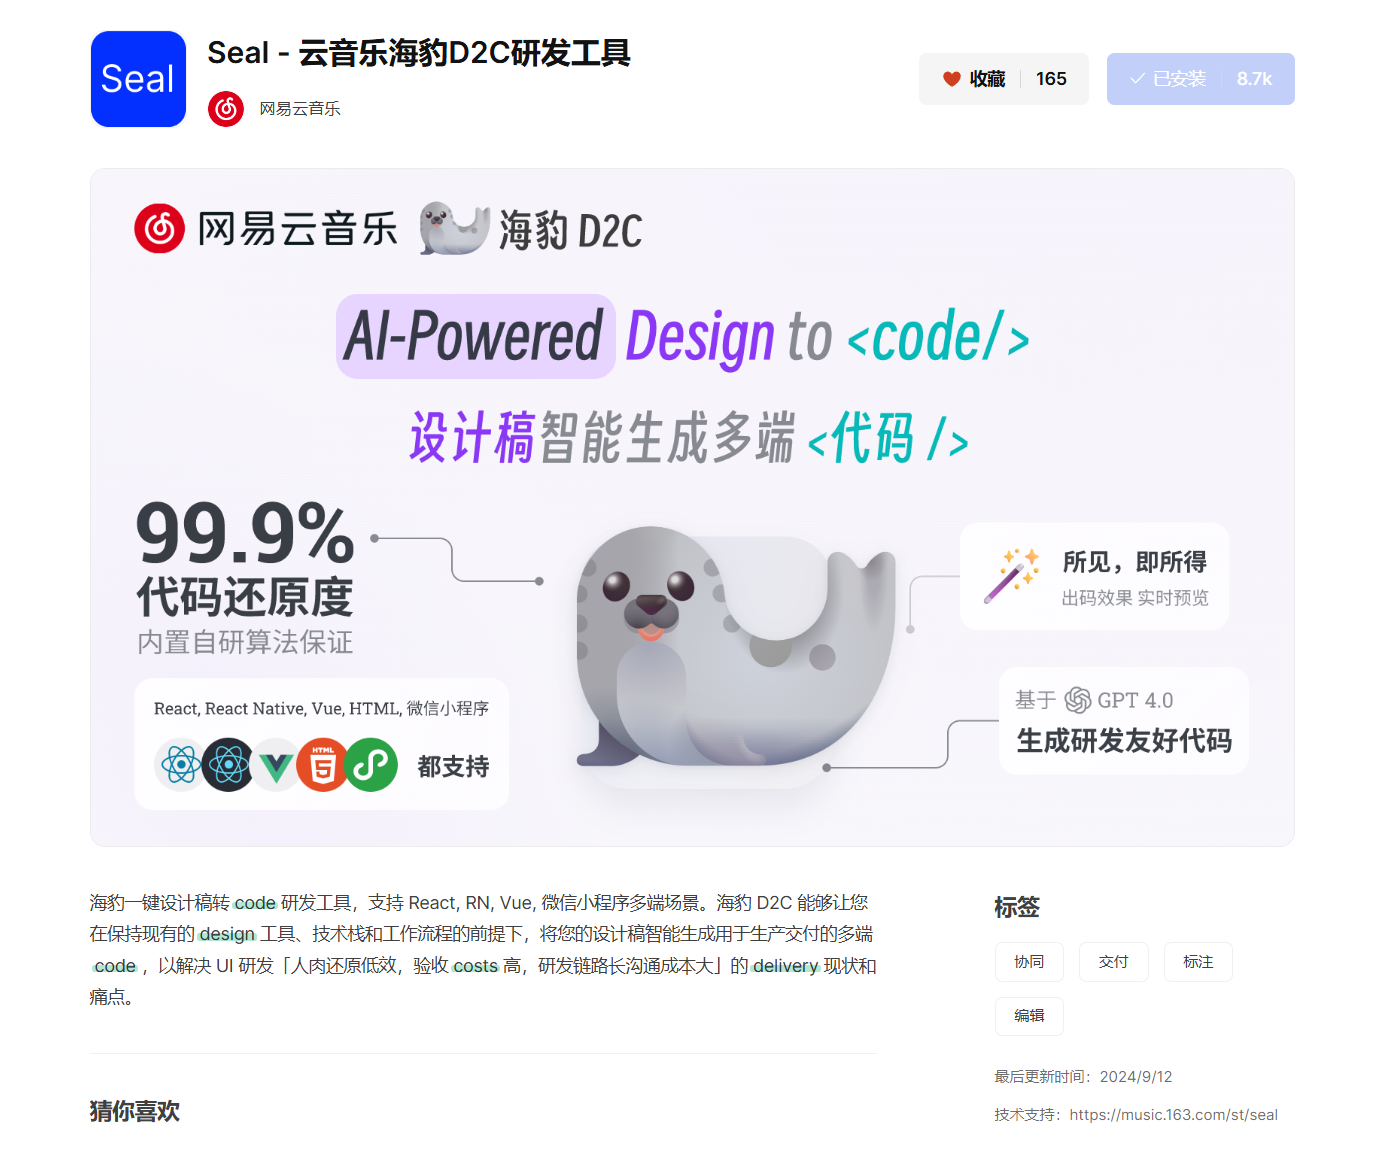 Seal
Seal - 云音乐海豹D2C研发工具
网易云音乐
收藏 165
已安装 8.7k
网易云音乐 海豹 D2C
AI-Powered Design to <code/>
设计稿智能生成多端 <代码 />
99.9%
代码还原度
内置自研算法保证
React, React Native, Vue, HTML, 微信小程序
HTML
都支持
所见，即所得
出码效果 实时预览
基于 GPT 4.0
生成研发友好代码
海豹一键设计稿转 code 研发工具，支持 React, RN, Vue, 微信小程序多端场景。海豹 D2C 能够让您
在保持现有的 design 工具、技术栈和工作流程的前提下，将您的设计稿智能生成用于生产交付的多端
code ，以解决 UI 研发「人肉还原低效，验收 costs 高，研发链路长沟通成本大」的 delivery 现状和
痛点。
猜你喜欢
标签
协同 交付 标注
编辑
最后更新时间：2024/9/12
技术支持：https://music.163.com/st/seal